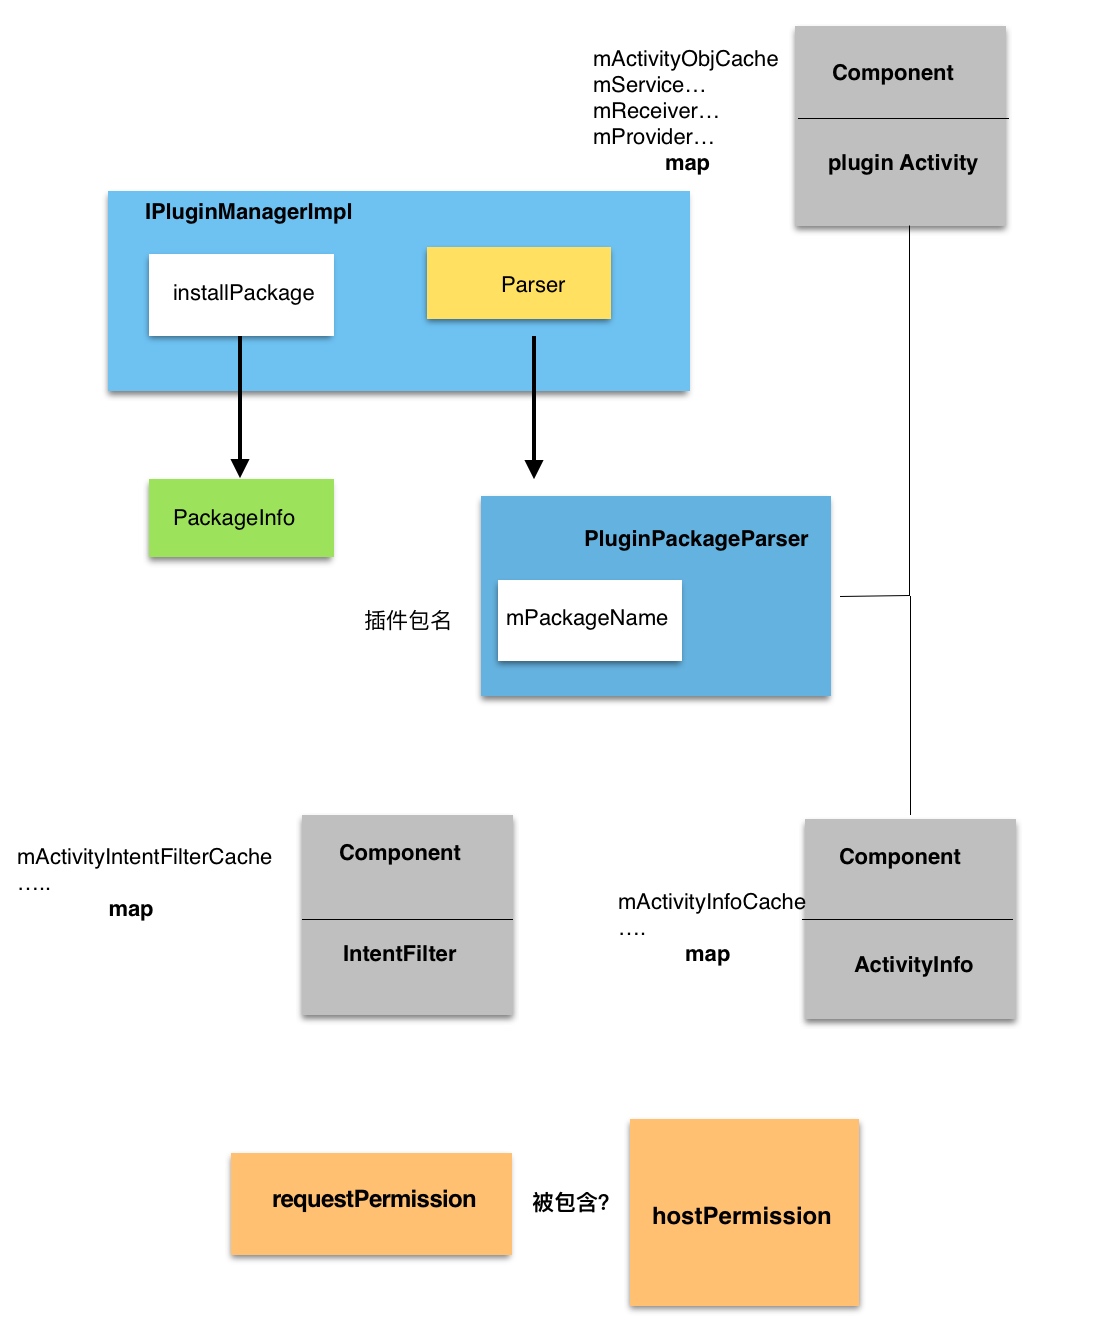 mActivityObjCache
mService…
mReceiver…
mProvider…
map
Component
plugin Activity
IPluginManagerImpl
installPackage
Parser
PackageInfo
PluginPackageParser
插件包名
mPackageName
mActivityIntentFilterCache
…..
map
Component
IntentFilter
mActivityInfoCache
….
map
Component
ActivityInfo
requestPermission
被包含?
hostPermission